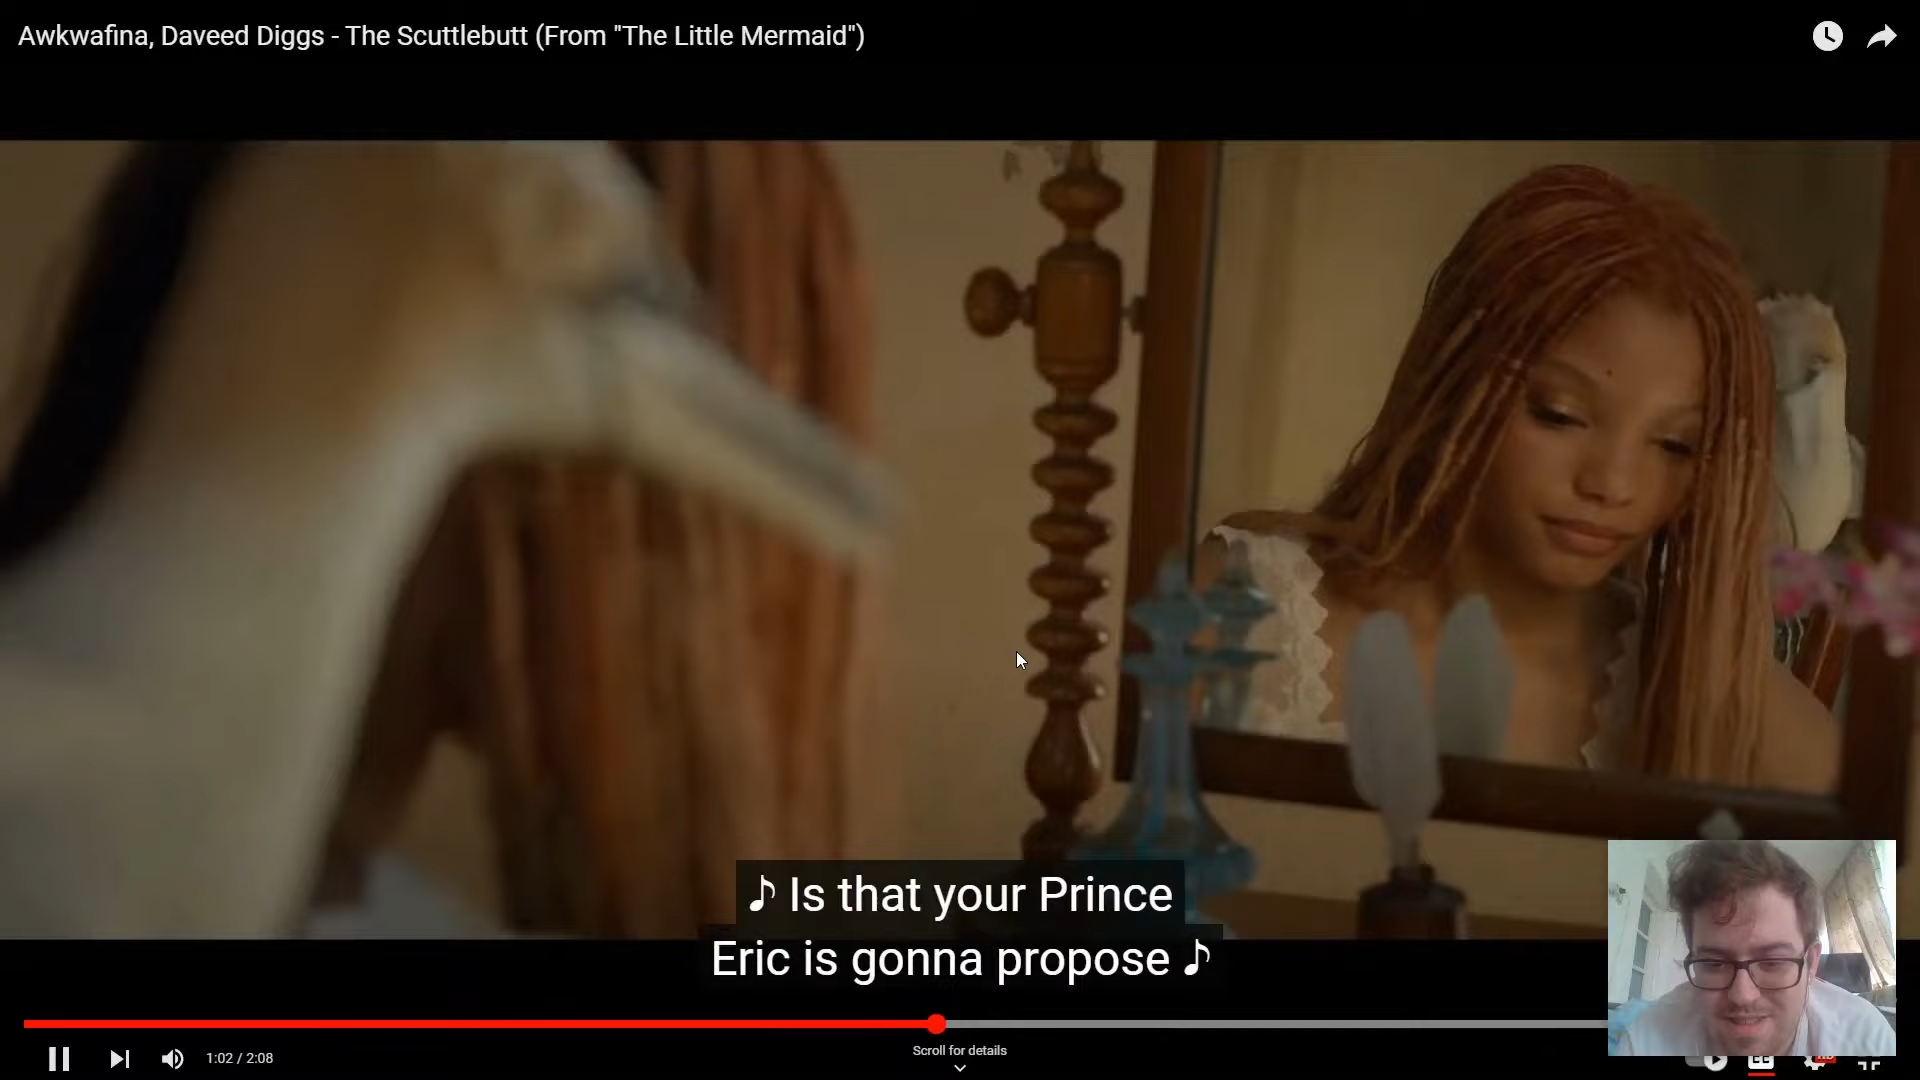 Awkwafina, Daveed Diggs - The Scuttlebutt (From "The Little Mermaid")
♪ Is that your Prince
Eric is gonna propose ♪
1:02 / 2:08
Scroll for details